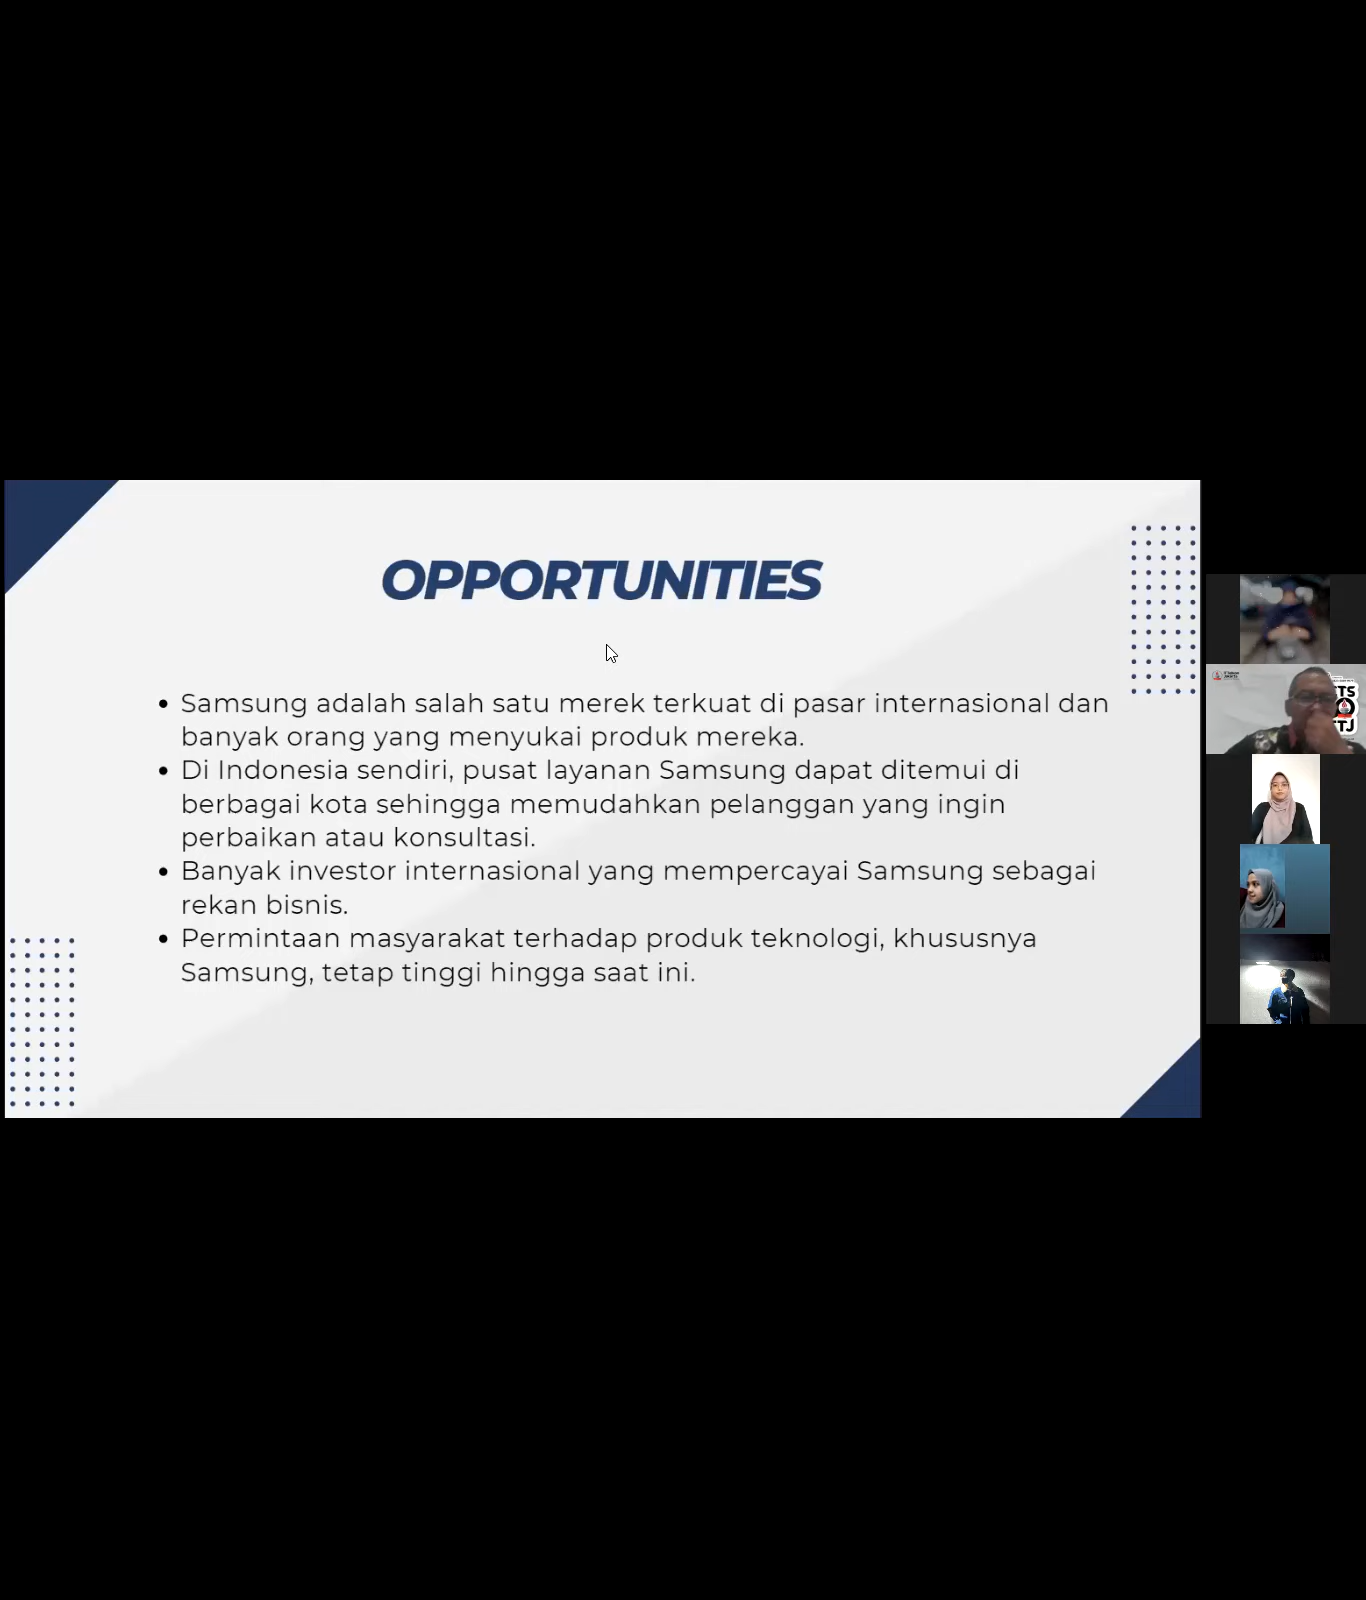 OPPORTUNITIES
• Samsung adalah salah satu merek terkuat di pasar internasional dan
banyak orang yang menyukai produk mereka.
• Di Indonesia sendiri, pusat layanan Samsung dapat ditemui di
berbagai kota sehingga memudahkan pelanggan yang ingin
perbaikan atau konsultasi.
• Banyak investor internasional yang mempercayai Samsung sebagai
rekan bisnis.
• Permintaan masyarakat terhadap produk teknologi, khususnya
Samsung, tetap tinggi hingga saat ini.